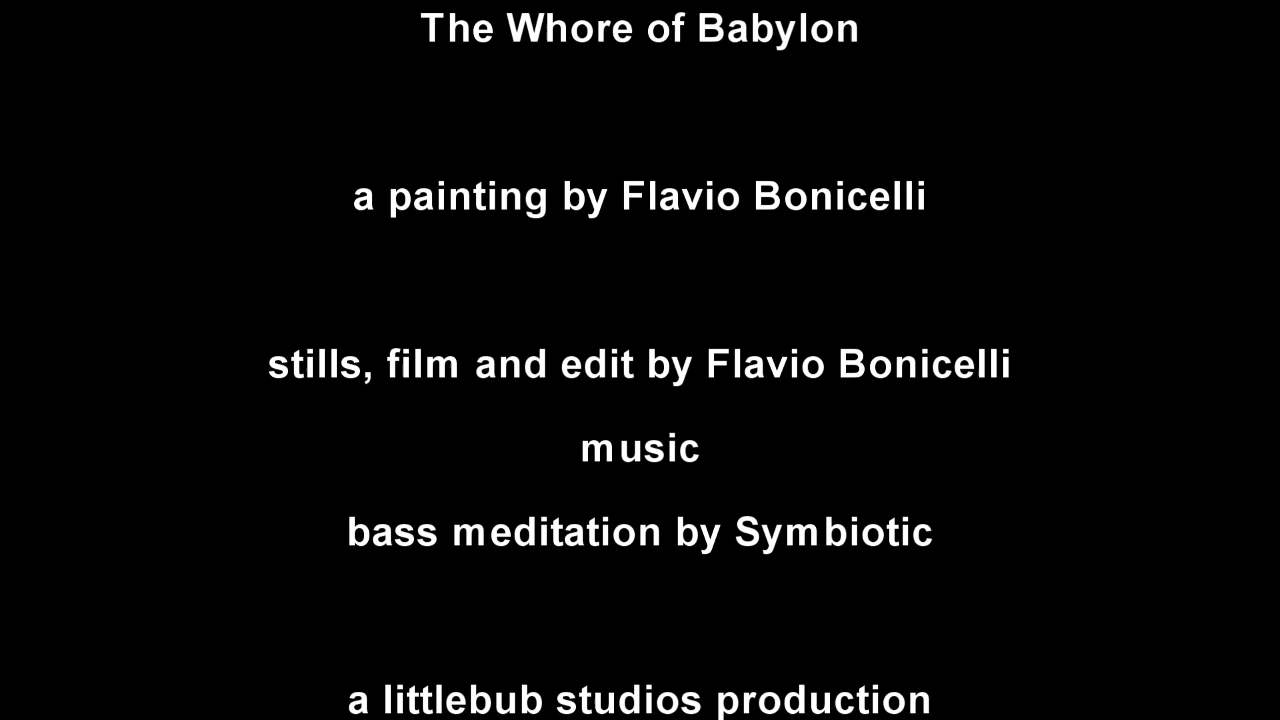 The Whore of Babylon
a painting by Flavio Bonicelli
stills, film and edit by Flavio Bonicelli
music
bass meditation by Symbiotic
a littlebub studios production